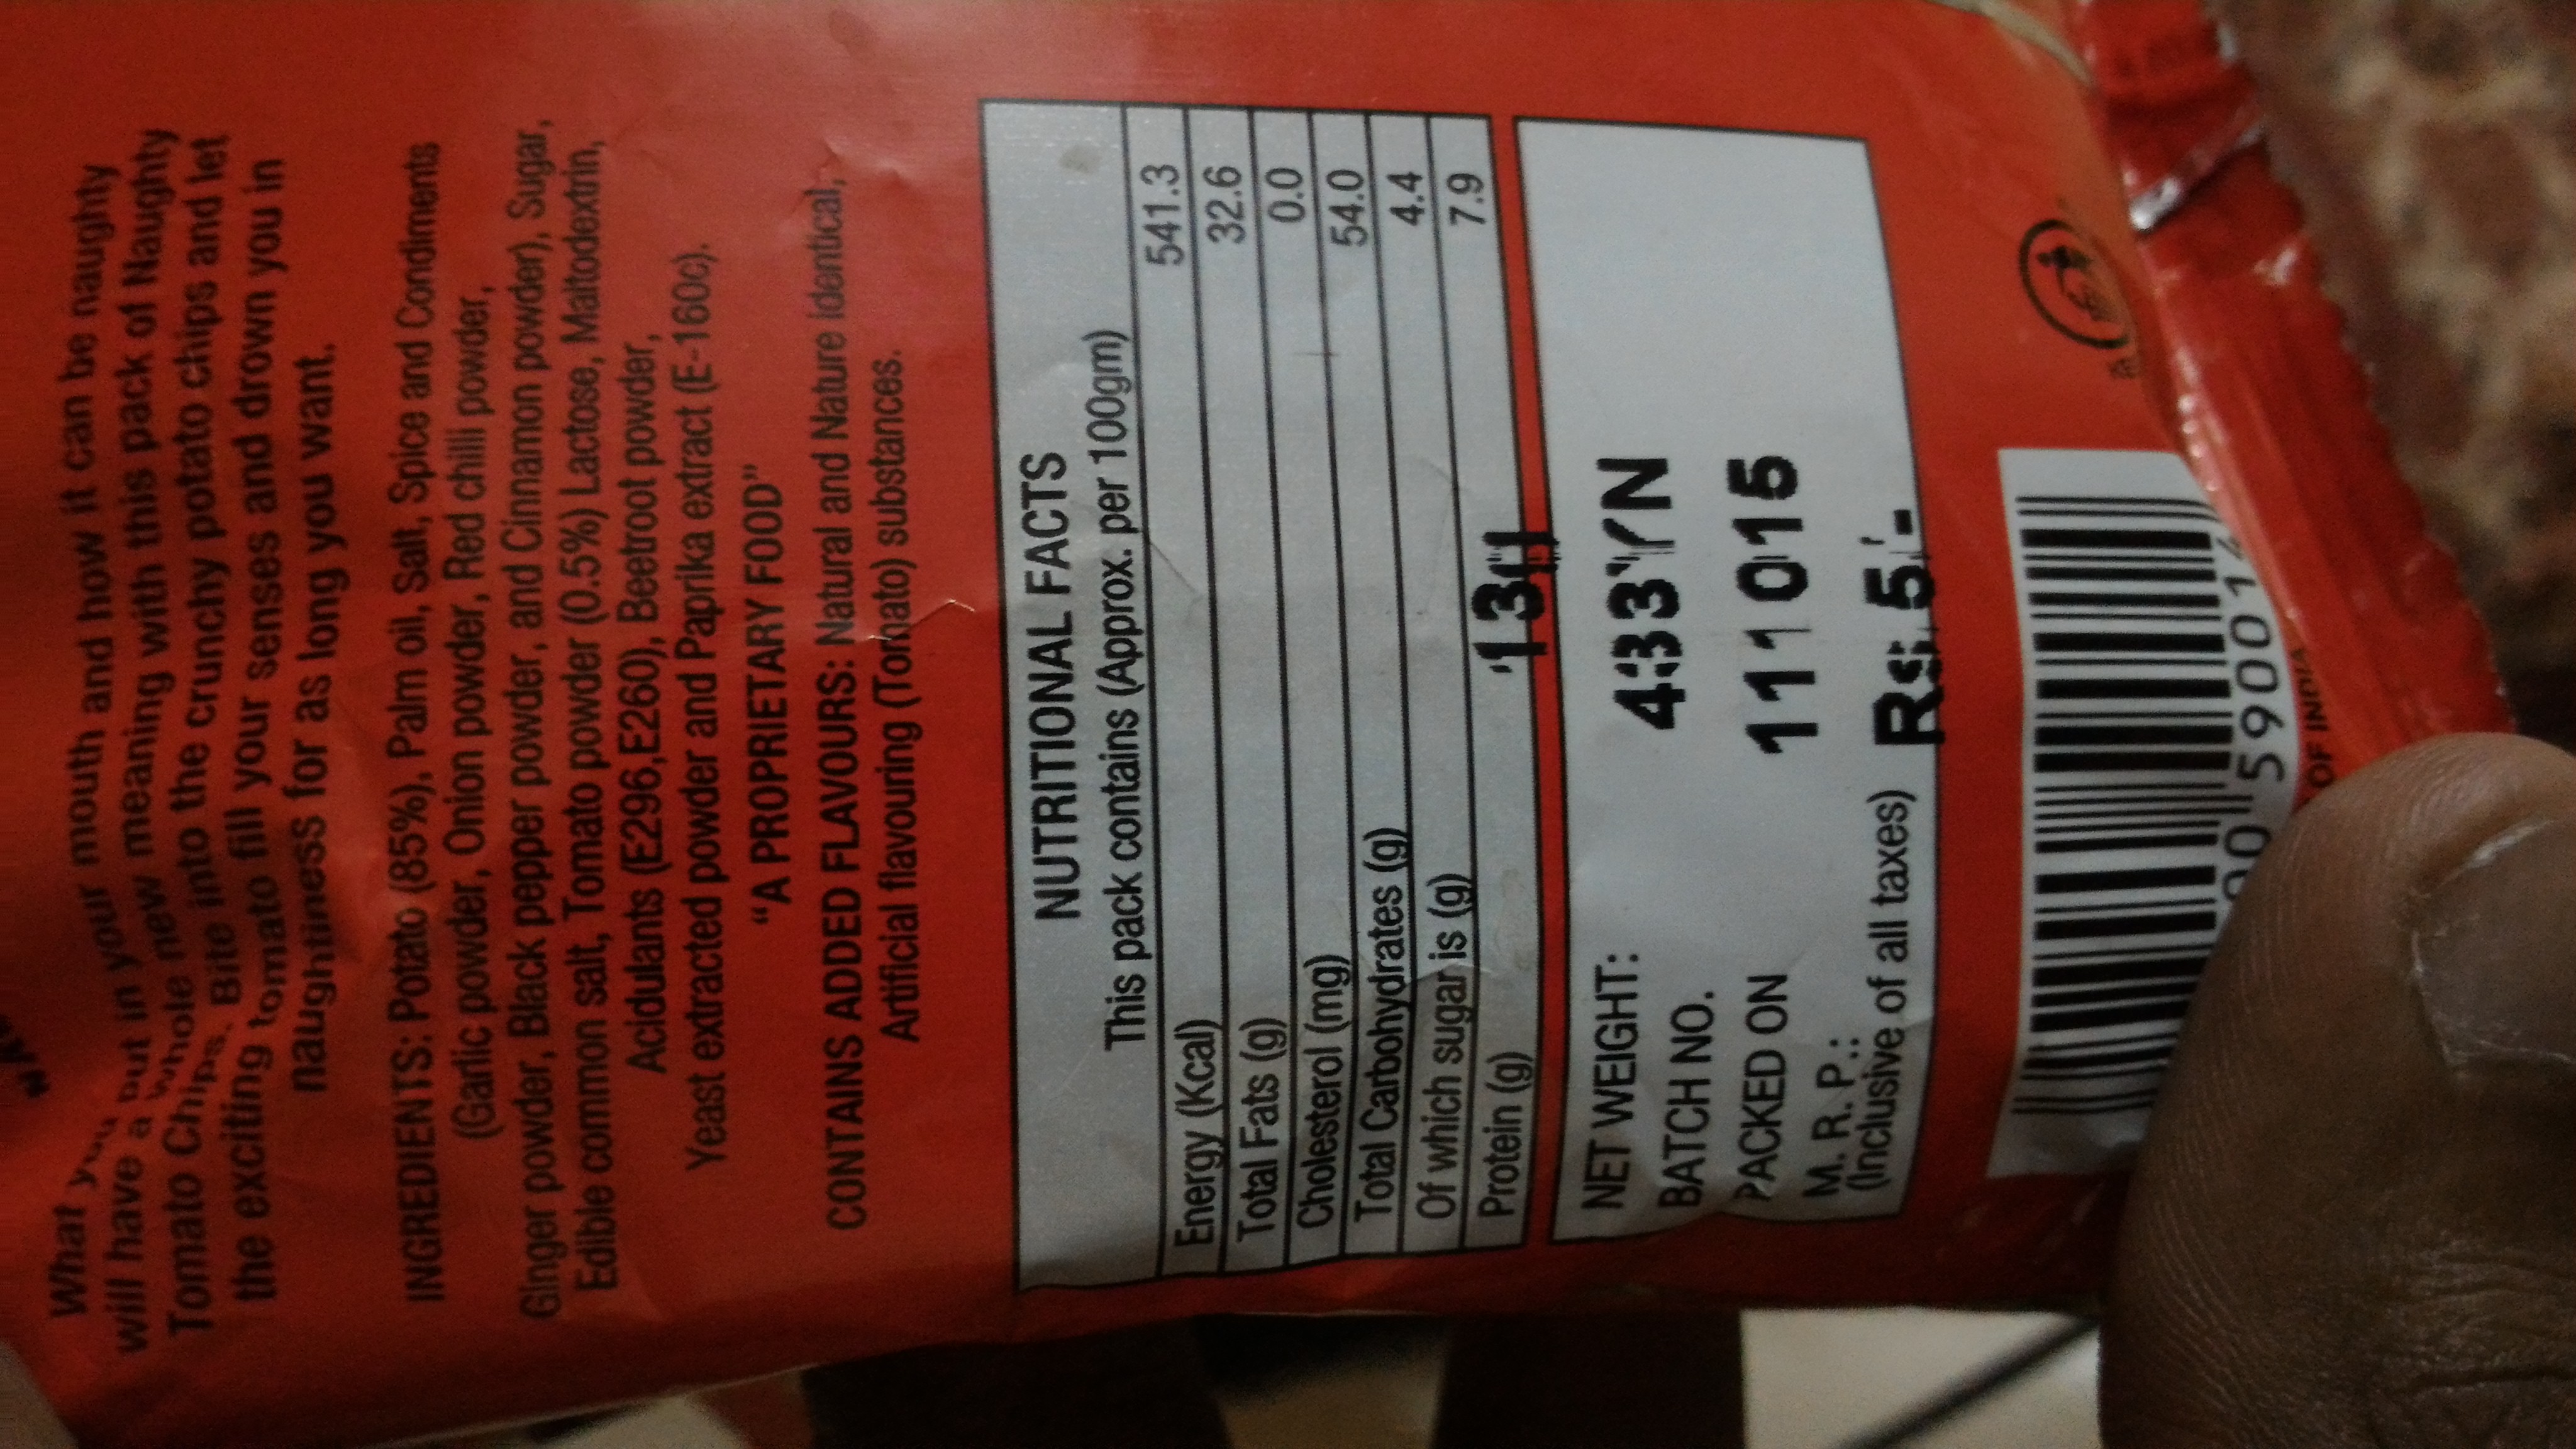 What you put in your mouth and how it can be naughty
will have a whole new meaning with this pack of Naughty
Tomato Chips. Bite into the crunchy potato chips and let
the exciting tomato fill your senses and drown you in
naughtiness for as long you want.
INGREDIENTS: Potato (85%), Palm oil, Salt, Spice and Condiments
(Garlic powder, Onion powder, Red chilli powder,
Ginger powder, Black pepper powder, and Cinnamon powder), Sugar,
Edible common salt, Tomato powder (0.5%) Lactose, Maltodextrin,
Acidulants (E296,E260), Beetroot powder,
Yeast extracted powder and Paprika extract (E-160c).
"A PROPRIETARY FOOD"
CONTAINS ADDED FLAVOURS: Natural and Nature identical,
Artificial flavouring (Tomato) substances.
NUTRITIONAL FACTS
This pack contains (Approx. per 100gm)
Energy (Kcal) 541.3
Total Fats (g) 32.6
Cholesterol (mg) 0.0
Total Carbohydrates (g) 54.0
Of which sugar is (g) 4.4
Protein (g) 7.9
NET WEIGHT: 13g
BATCH NO. 433YN
PACKED ON 111015
M. R. P.:
(Inclusive of all taxes) Rs. 5/-
0 59001
OF INDIA